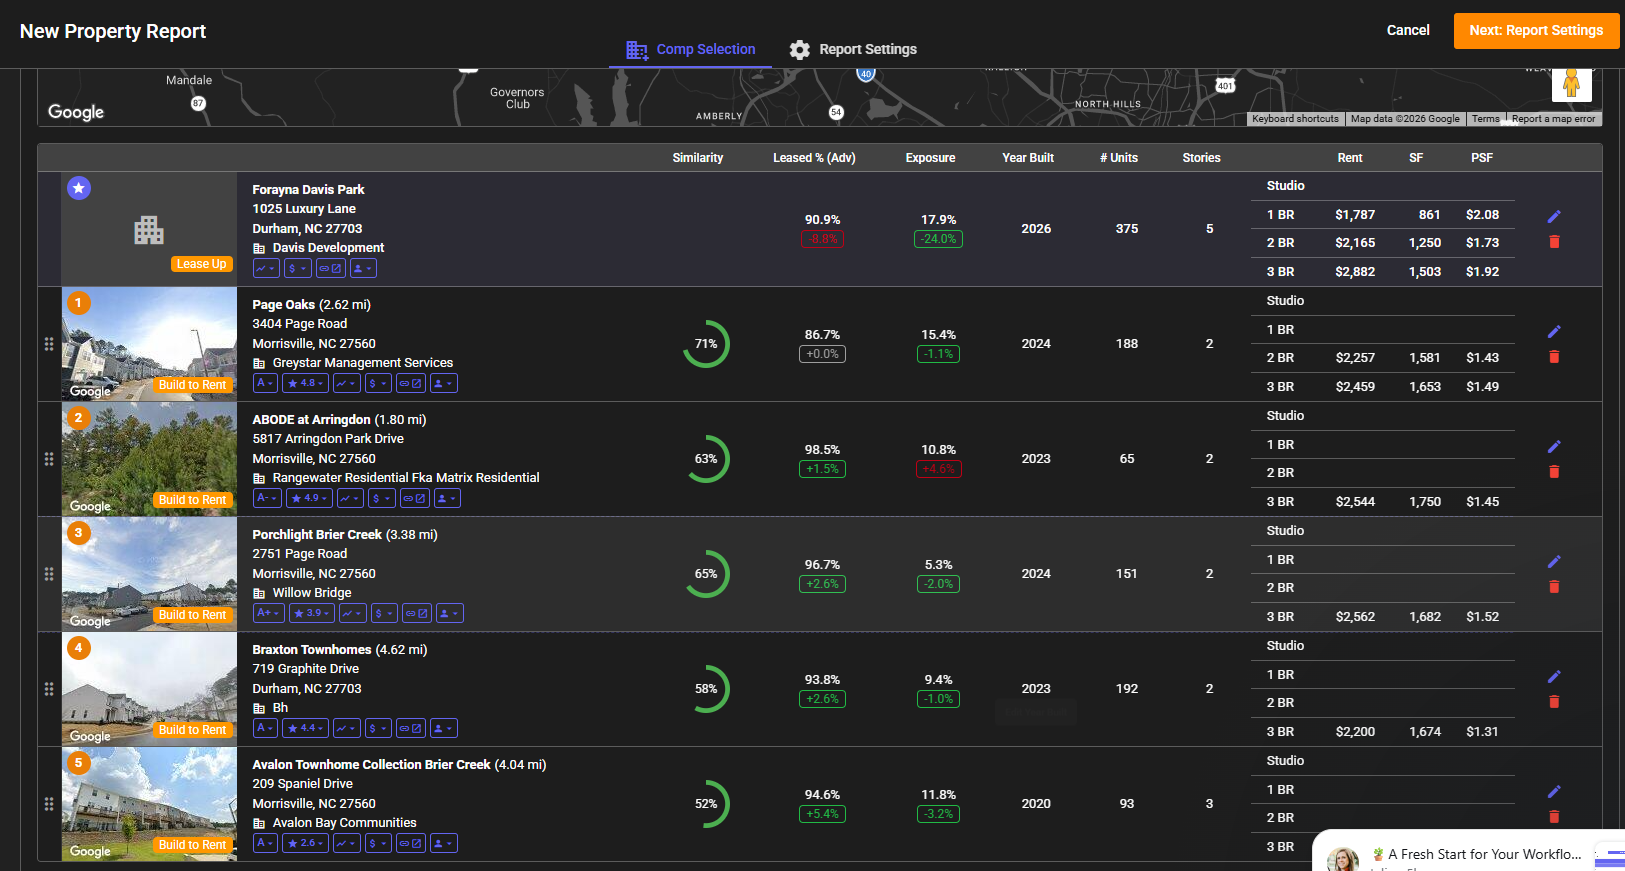 New Property Report
Comp Selection
Report Settings
Cancel
Next: Report Settings
Mandale
87
Governors
Club
40
54
AMBERLY
NORTH HILLS
401
Google
Keyboard shortcuts
Map data ©2026 Google
Terms
Report a map error
Similarity Leased % (Adv) Exposure Year Built # Units Stories Rent SF PSF
Forayna Davis Park
1025 Luxury Lane
Durham, NC 27703
Davis Development
Lease Up
$
90.9%
-8.8%
17.9%
-24.0%
2026
375
5
Studio
1 BR $1,787 861 $2.08
2 BR $2,165 1,250 $1.73
3 BR $2,882 1,503 $1.92
1
Google
Build to Rent
Page Oaks (2.62 mi)
3404 Page Road
Morrisville, NC 27560
Greystar Management Services
A 4.8 $
71%
86.7%
+0.0%
15.4%
-1.1%
2024
188
2
Studio
1 BR
2 BR $2,257 1,581 $1.43
3 BR $2,459 1,653 $1.49
2
Google
Build to Rent
ABODE at Arringdon (1.80 mi)
5817 Arringdon Park Drive
Morrisville, NC 27560
Rangewater Residential Fka Matrix Residential
A- 4.9 $
63%
98.5%
+1.5%
10.8%
+4.6%
2023
65
2
Studio
1 BR
2 BR
3 BR $2,544 1,750 $1.45
3
Google
Build to Rent
Porchlight Brier Creek (3.38 mi)
2751 Page Road
Morrisville, NC 27560
Willow Bridge
A+ 3.9 $
65%
96.7%
+2.6%
5.3%
-2.0%
2024
151
2
Studio
1 BR
2 BR
3 BR $2,562 1,682 $1.52
4
Google
Build to Rent
Braxton Townhomes (4.62 mi)
719 Graphite Drive
Durham, NC 27703
Bh
A 4.4 $
58%
93.8%
+2.6%
9.4%
-1.0%
2023
192
2
Studio
1 BR
2 BR
3 BR $2,200 1,674 $1.31
5
Google
Build to Rent
Avalon Townhome Collection Brier Creek (4.04 mi)
209 Spaniel Drive
Morrisville, NC 27560
Avalon Bay Communities
A 2.6 $
52%
94.6%
+5.4%
11.8%
-3.2%
2020
93
3
Studio
1 BR
2 BR
3 BR
🪴 A Fresh Start for Your Workflo...